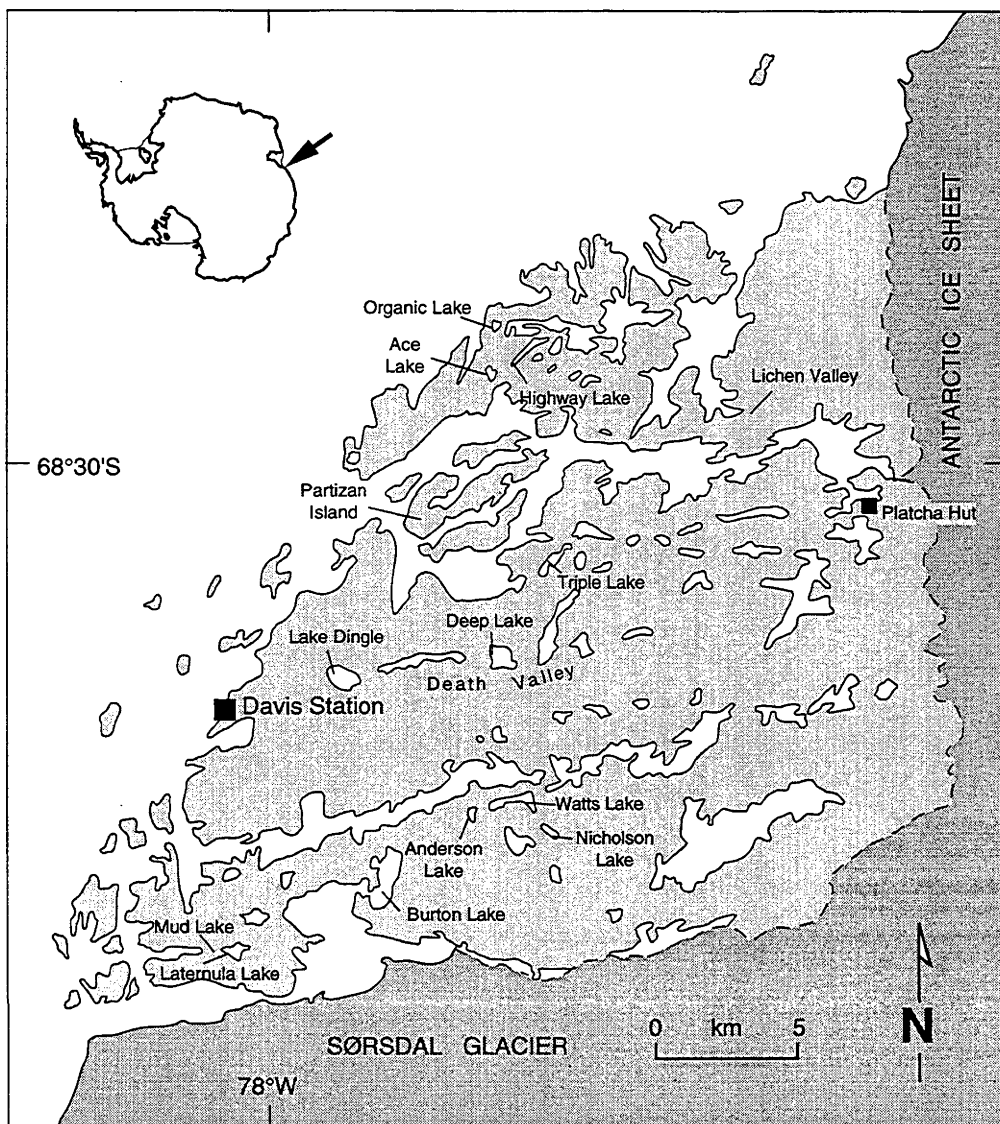 ANTARCTIC ICE SHEET
Organic Lake
Ace
Lake
Highway Lake
Lichen Valley
68°30'S
Partizan
Island
Platcha Hut
Triple Lake
Deep Lake
Lake Dingle
Death Valley
Davis Station
Watts Lake
Anderson
Lake
Nicholson
Lake
Burton Lake
Mud Lake
Laternula Lake
0 km 5
N
SØRSDAL GLACIER
78°W